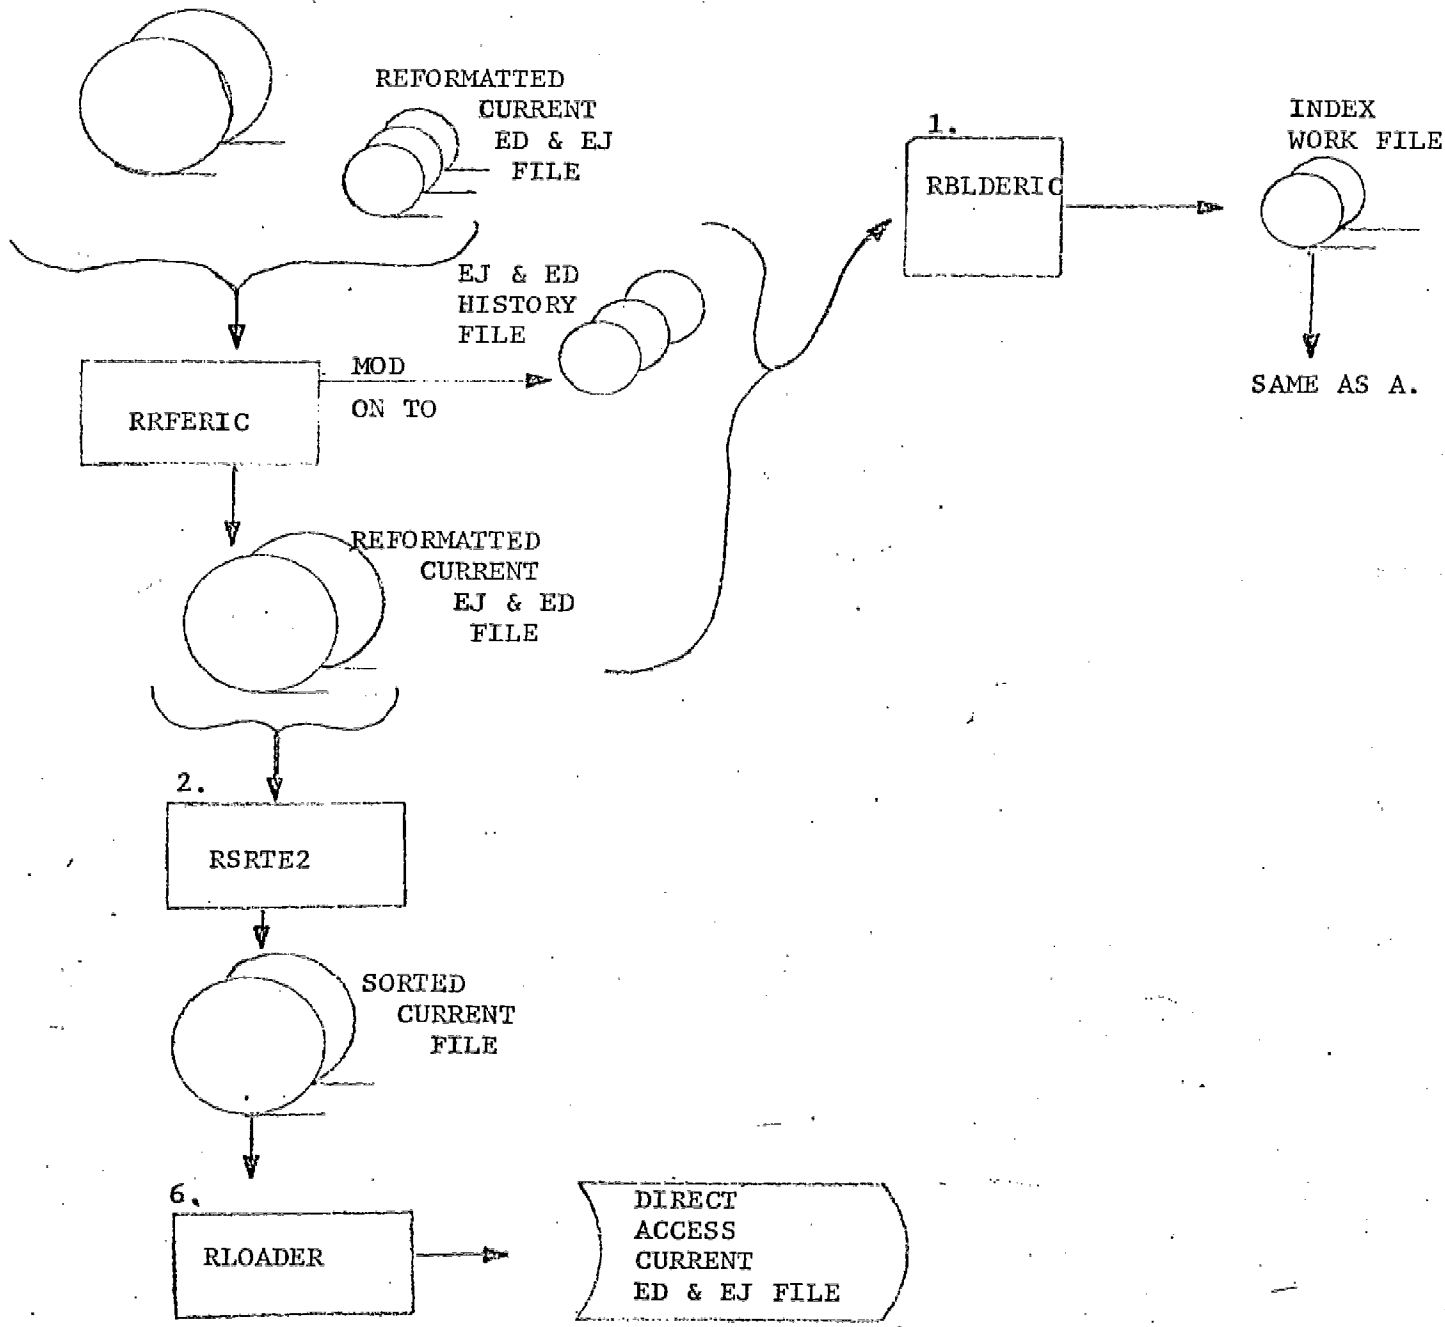 REFORMATTED
CURRENT
ED & EJ
FILE
1.
RBLDERIC
INDEX
WORK FILE
SAME AS A.
EJ & ED
HISTORY
FILE
MOD
ON TO
RRFERIC
REFORMATTED
CURRENT
EJ & ED
FILE
2.
RSRTE2
SORTED
CURRENT
FILE
6.
RLOADER
DIRECT
ACCESS
CURRENT
ED & EJ FILE